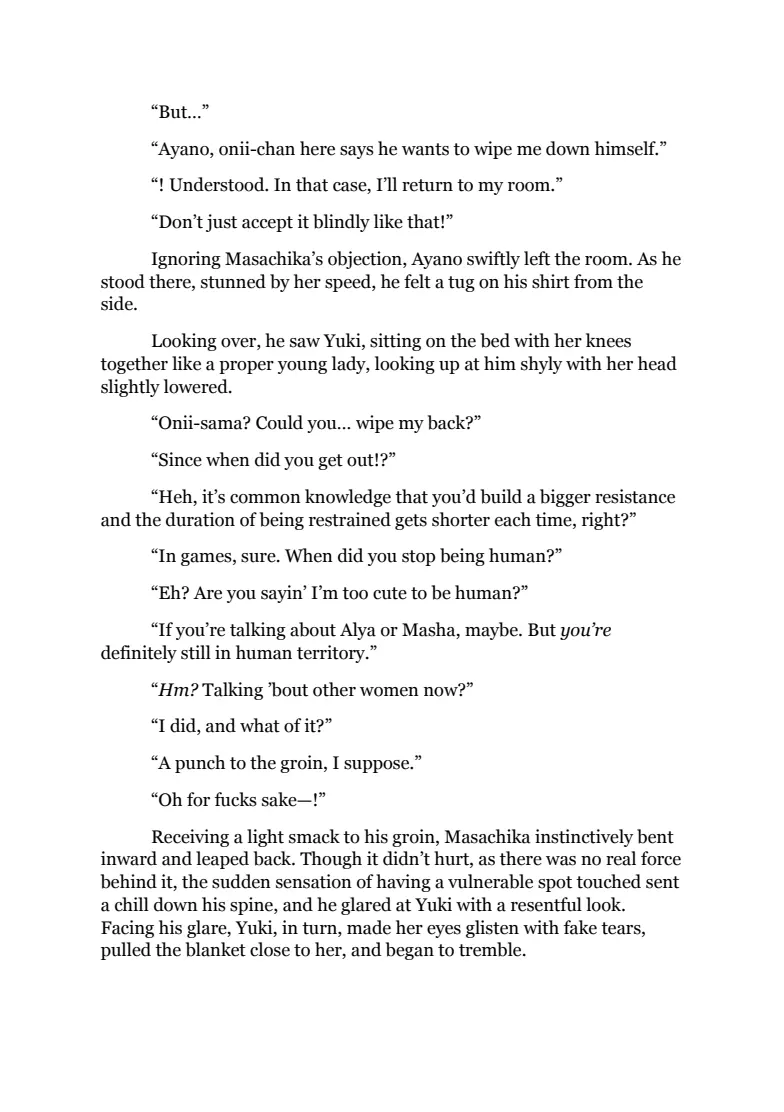 “But…”
“Ayano, onii-chan here says he wants to wipe me down himself.”
“! Understood. In that case, I’ll return to my room.”
“Don’t just accept it blindly like that!”
Ignoring Masachika’s objection, Ayano swiftly left the room. As he
stood there, stunned by her speed, he felt a tug on his shirt from the
side.
Looking over, he saw Yuki, sitting on the bed with her knees
together like a proper young lady, looking up at him shyly with her head
slightly lowered.
“Onii-sama? Could you… wipe my back?”
“Since when did you get out!?”
“Heh, it’s common knowledge that you’d build a bigger resistance
and the duration of being restrained gets shorter each time, right?”
“In games, sure. When did you stop being human?”
“Eh? Are you sayin’ I’m too cute to be human?”
“If you’re talking about Alya or Masha, maybe. But you’re
definitely still in human territory.”
“Hm? Talking ’bout other women now?”
“I did, and what of it?”
“A punch to the groin, I suppose.”
“Oh for fucks sake—!”
Receiving a light smack to his groin, Masachika instinctively bent
inward and leaped back. Though it didn’t hurt, as there was no real force
behind it, the sudden sensation of having a vulnerable spot touched sent
a chill down his spine, and he glared at Yuki with a resentful look.
Facing his glare, Yuki, in turn, made her eyes glisten with fake tears,
pulled the blanket close to her, and began to tremble.